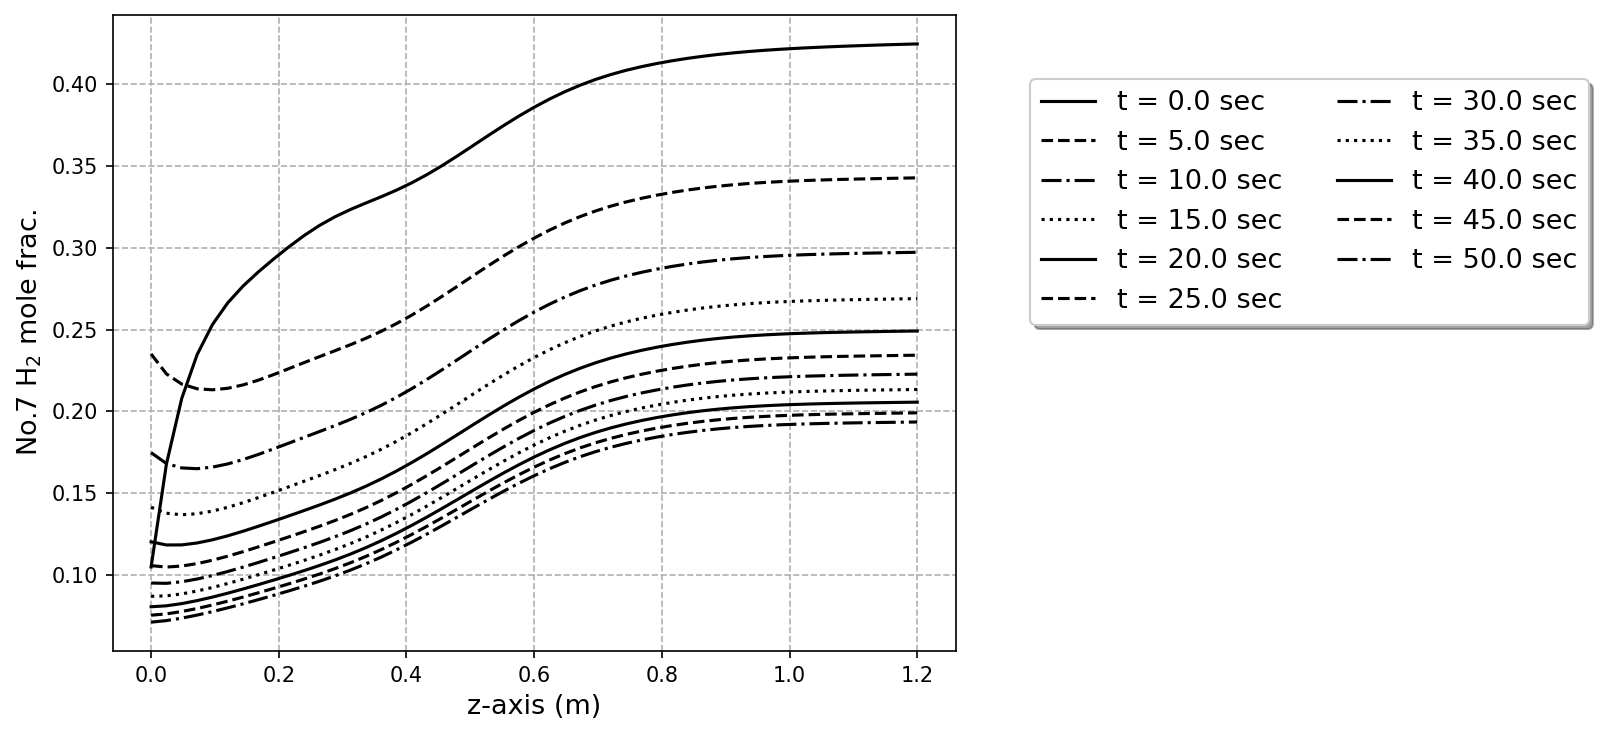 No.7 H₂ mole frac.
0.40
0.35
0.30
0.25
0.20
0.15
0.10
0.0 0.2 0.4 0.6 0.8 1.0 1.2
z-axis (m)
t = 0.0 sec
t = 5.0 sec
t = 10.0 sec
t = 15.0 sec
t = 20.0 sec
t = 25.0 sec
t = 30.0 sec
t = 35.0 sec
t = 40.0 sec
t = 45.0 sec
t = 50.0 sec